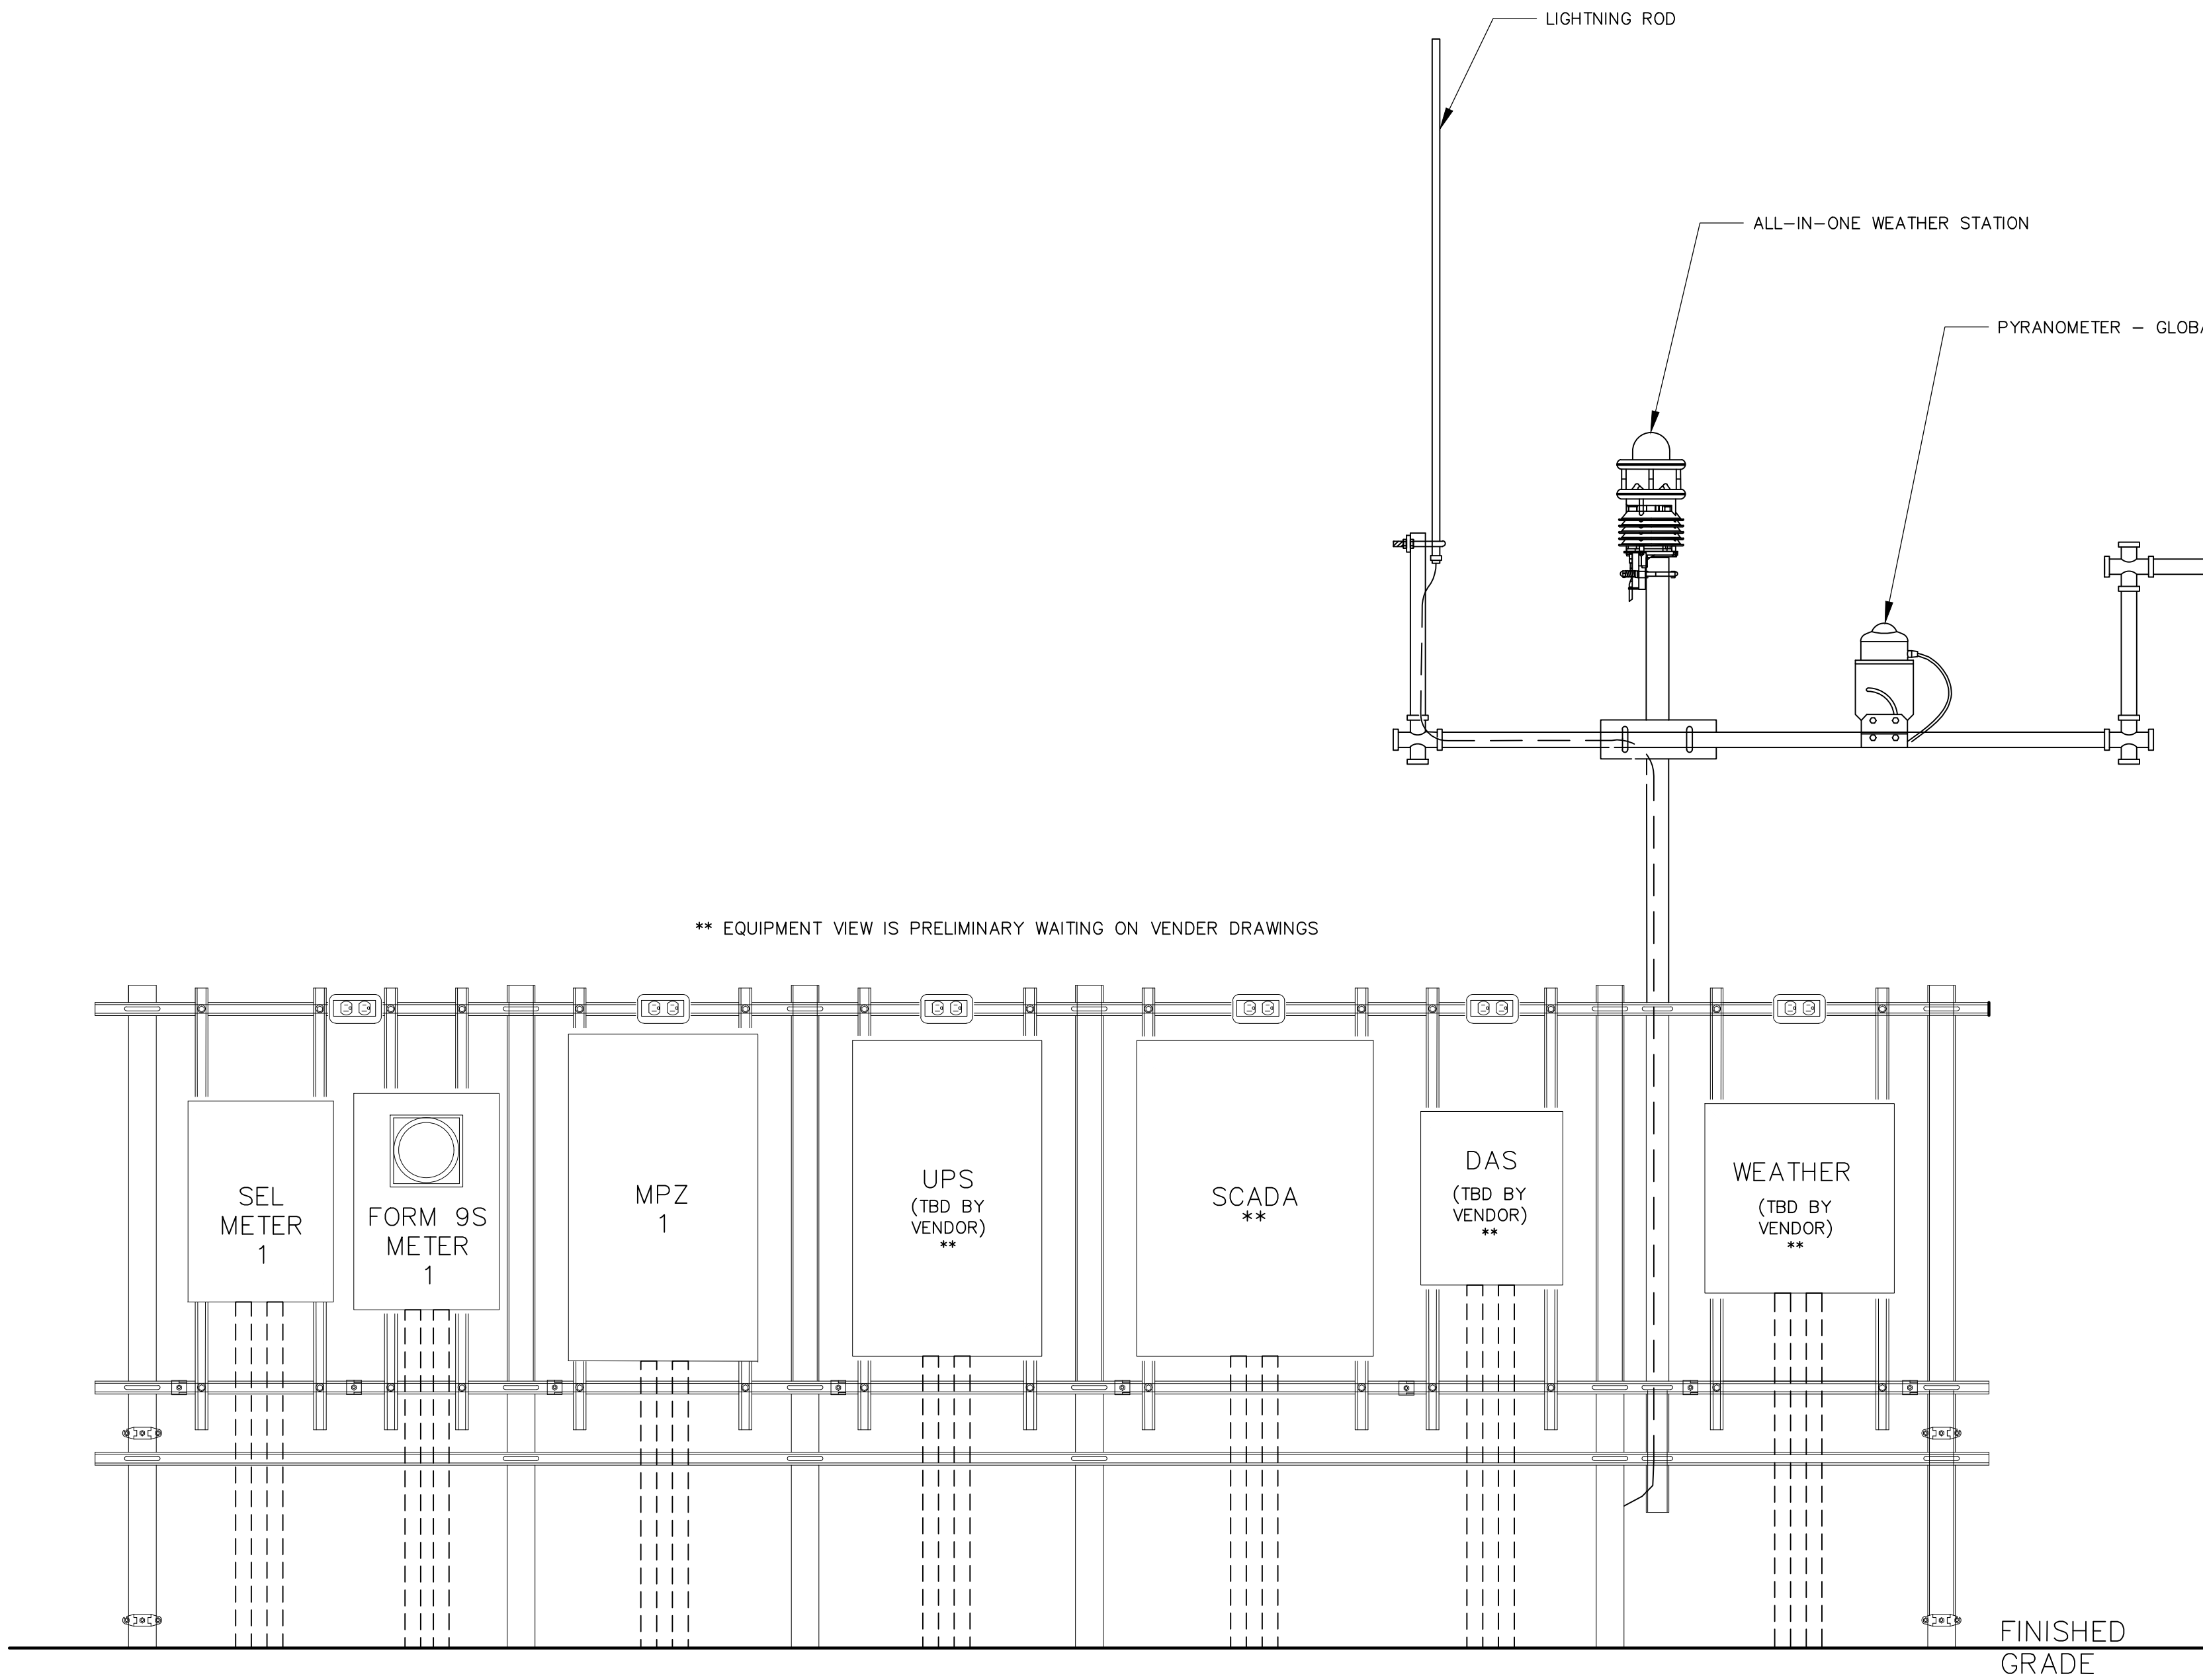 LIGHTNING ROD
ALL-IN-ONE WEATHER STATION
PYRANOMETER -
** EQUIPMENT VIEW IS PRELIMINARY WAITING ON VENDER DRAWINGS
SEL
METER
1
FORM 9S
METER
1
MPZ
1
UPS
(TBD BY
VENDOR)
**
SCADA
**
DAS
(TBD BY
VENDOR)
**
WEATHER
(TBD BY
VENDOR)
**
FINISHED
GRADE